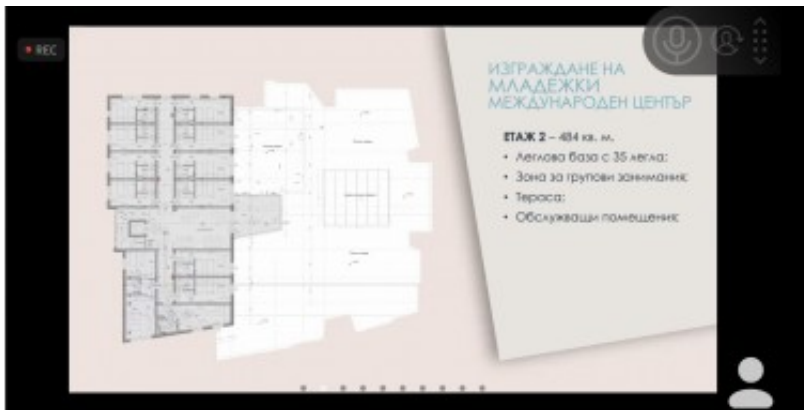 REC
ИЗГРАЖДАНЕ НА
МЛАДЕЖКИ
МЕЖДУНАРОДЕН ЦЕНТЪР
ЕТАЖ 2 – 484 кв. м.
• Леглова база с 35 легла;
• Зона за групови занимания;
• Тераса;
• Обслужващи помещения;